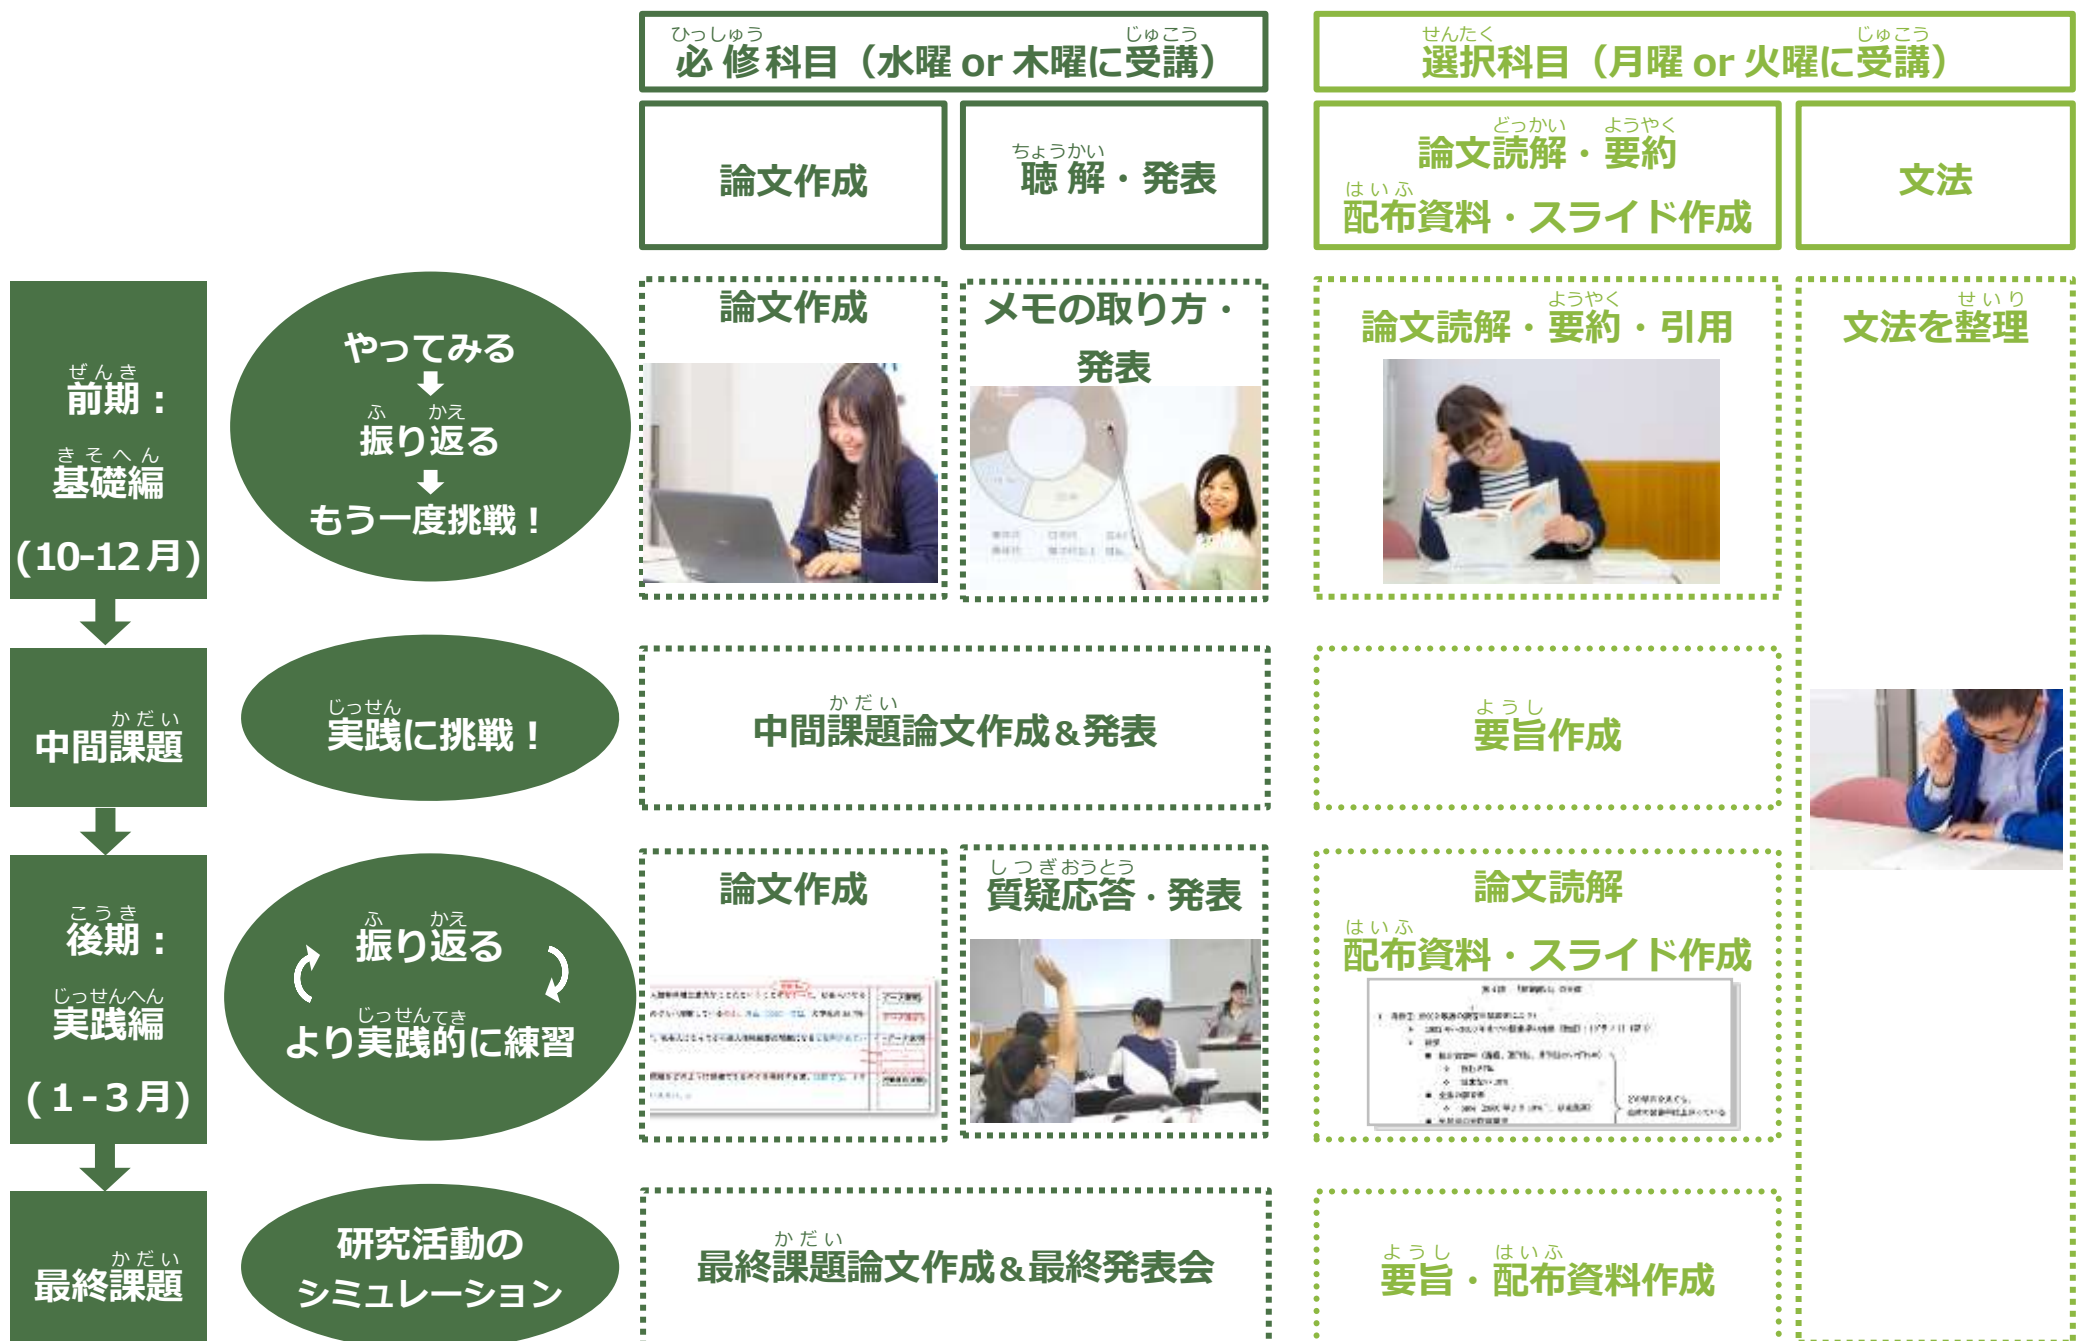 必修科目（水曜 or 木曜に受講）
ひっしゅう
じゅこう
選択科目（月曜 or 火曜に受講）
せんたく
じゅこう
論文作成
ちょうかい
聴解・発表
どっかい ようやく
論文読解・要約
はいふ
配布資料・スライド作成
文法
ぜんき
前期：
きそへん
基礎編
(10-12月)
やってみる
ふ かえ
振り返る
もう一度挑戦！
論文作成
メモの取り方・
発表
ようやく
論文読解・要約・引用
せいり
文法を整理
かだい
中間課題
じっせん
実践に挑戦！
かだい
中間課題論文作成&発表
ようし
要旨作成
こうき
後期：
じっせんへん
実践編
(1-3月)
ふ かえ
振り返る
じっせんてき
より実践的に練習
論文作成
しつぎおうとう
質疑応答・発表
論文読解
はいふ
配布資料・スライド作成
かだい
最終課題
研究活動の
シミュレーション
かだい
最終課題論文作成&最終発表会
ようし はいふ
要旨・配布資料作成